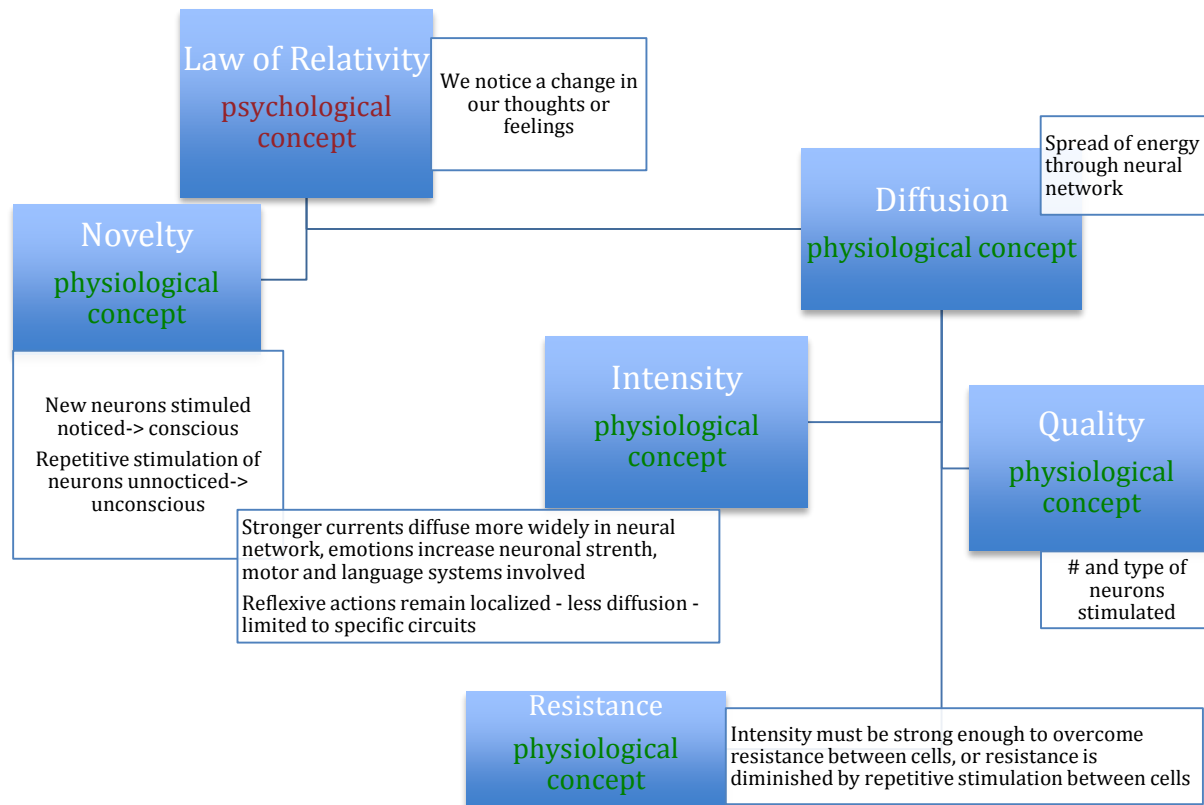 Law of Relativity
psychological
concept
We notice a change in
our thoughts or
feelings
Spread of energy
through neural
network
Diffusion
physiological concept
Novelty
physiological
concept
New neurons stimuled
noticed-> conscious
Repetitive stimulation of
neurons unnocticed->
unconscious
Intensity
physiological
concept
Stronger currents diffuse more widely in neural
network, emotions increase neuronal strenth,
motor and language systems involved
Reflexive actions remain localized - less diffusion -
limited to specific circuits
Quality
physiological
concept
# and type of
neurons
stimulated
Resistance
physiological
concept
Intensity must be strong enough to overcome
resistance between cells, or resistance is
diminished by repetitive stimulation between cells